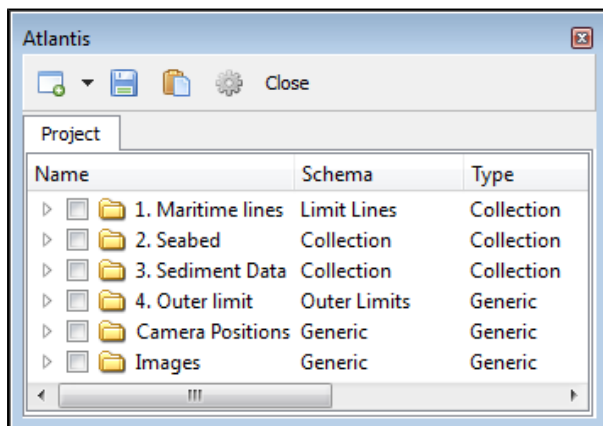 Atlantis
Close
Project
Name Schema Type
1. Maritime lines Limit Lines Collection
2. Seabed Collection Collection
3. Sediment Data Collection Collection
4. Outer limit Outer Limits Generic
Camera Positions Generic Generic
Images Generic Generic